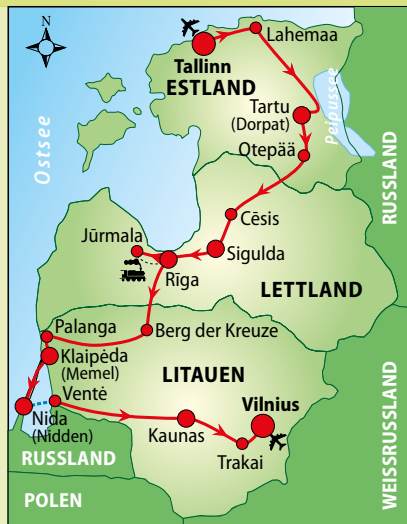 N
Lahemaa
Tallinn
ESTLAND
Ostsee
Peipussee
Tartu
(Dorpat)
Otepää
RUSSLAND
Cēsis
Jūrmala
Sigulda
Rīga
LETTLAND
Palanga
Berg der Kreuze
Klaipėda
(Memel)
LITAUEN
Ventė
Vilnius
Nida
(Nidden)
Kaunas
Trakai
RUSSLAND
WEISSRUSSLAND
POLEN